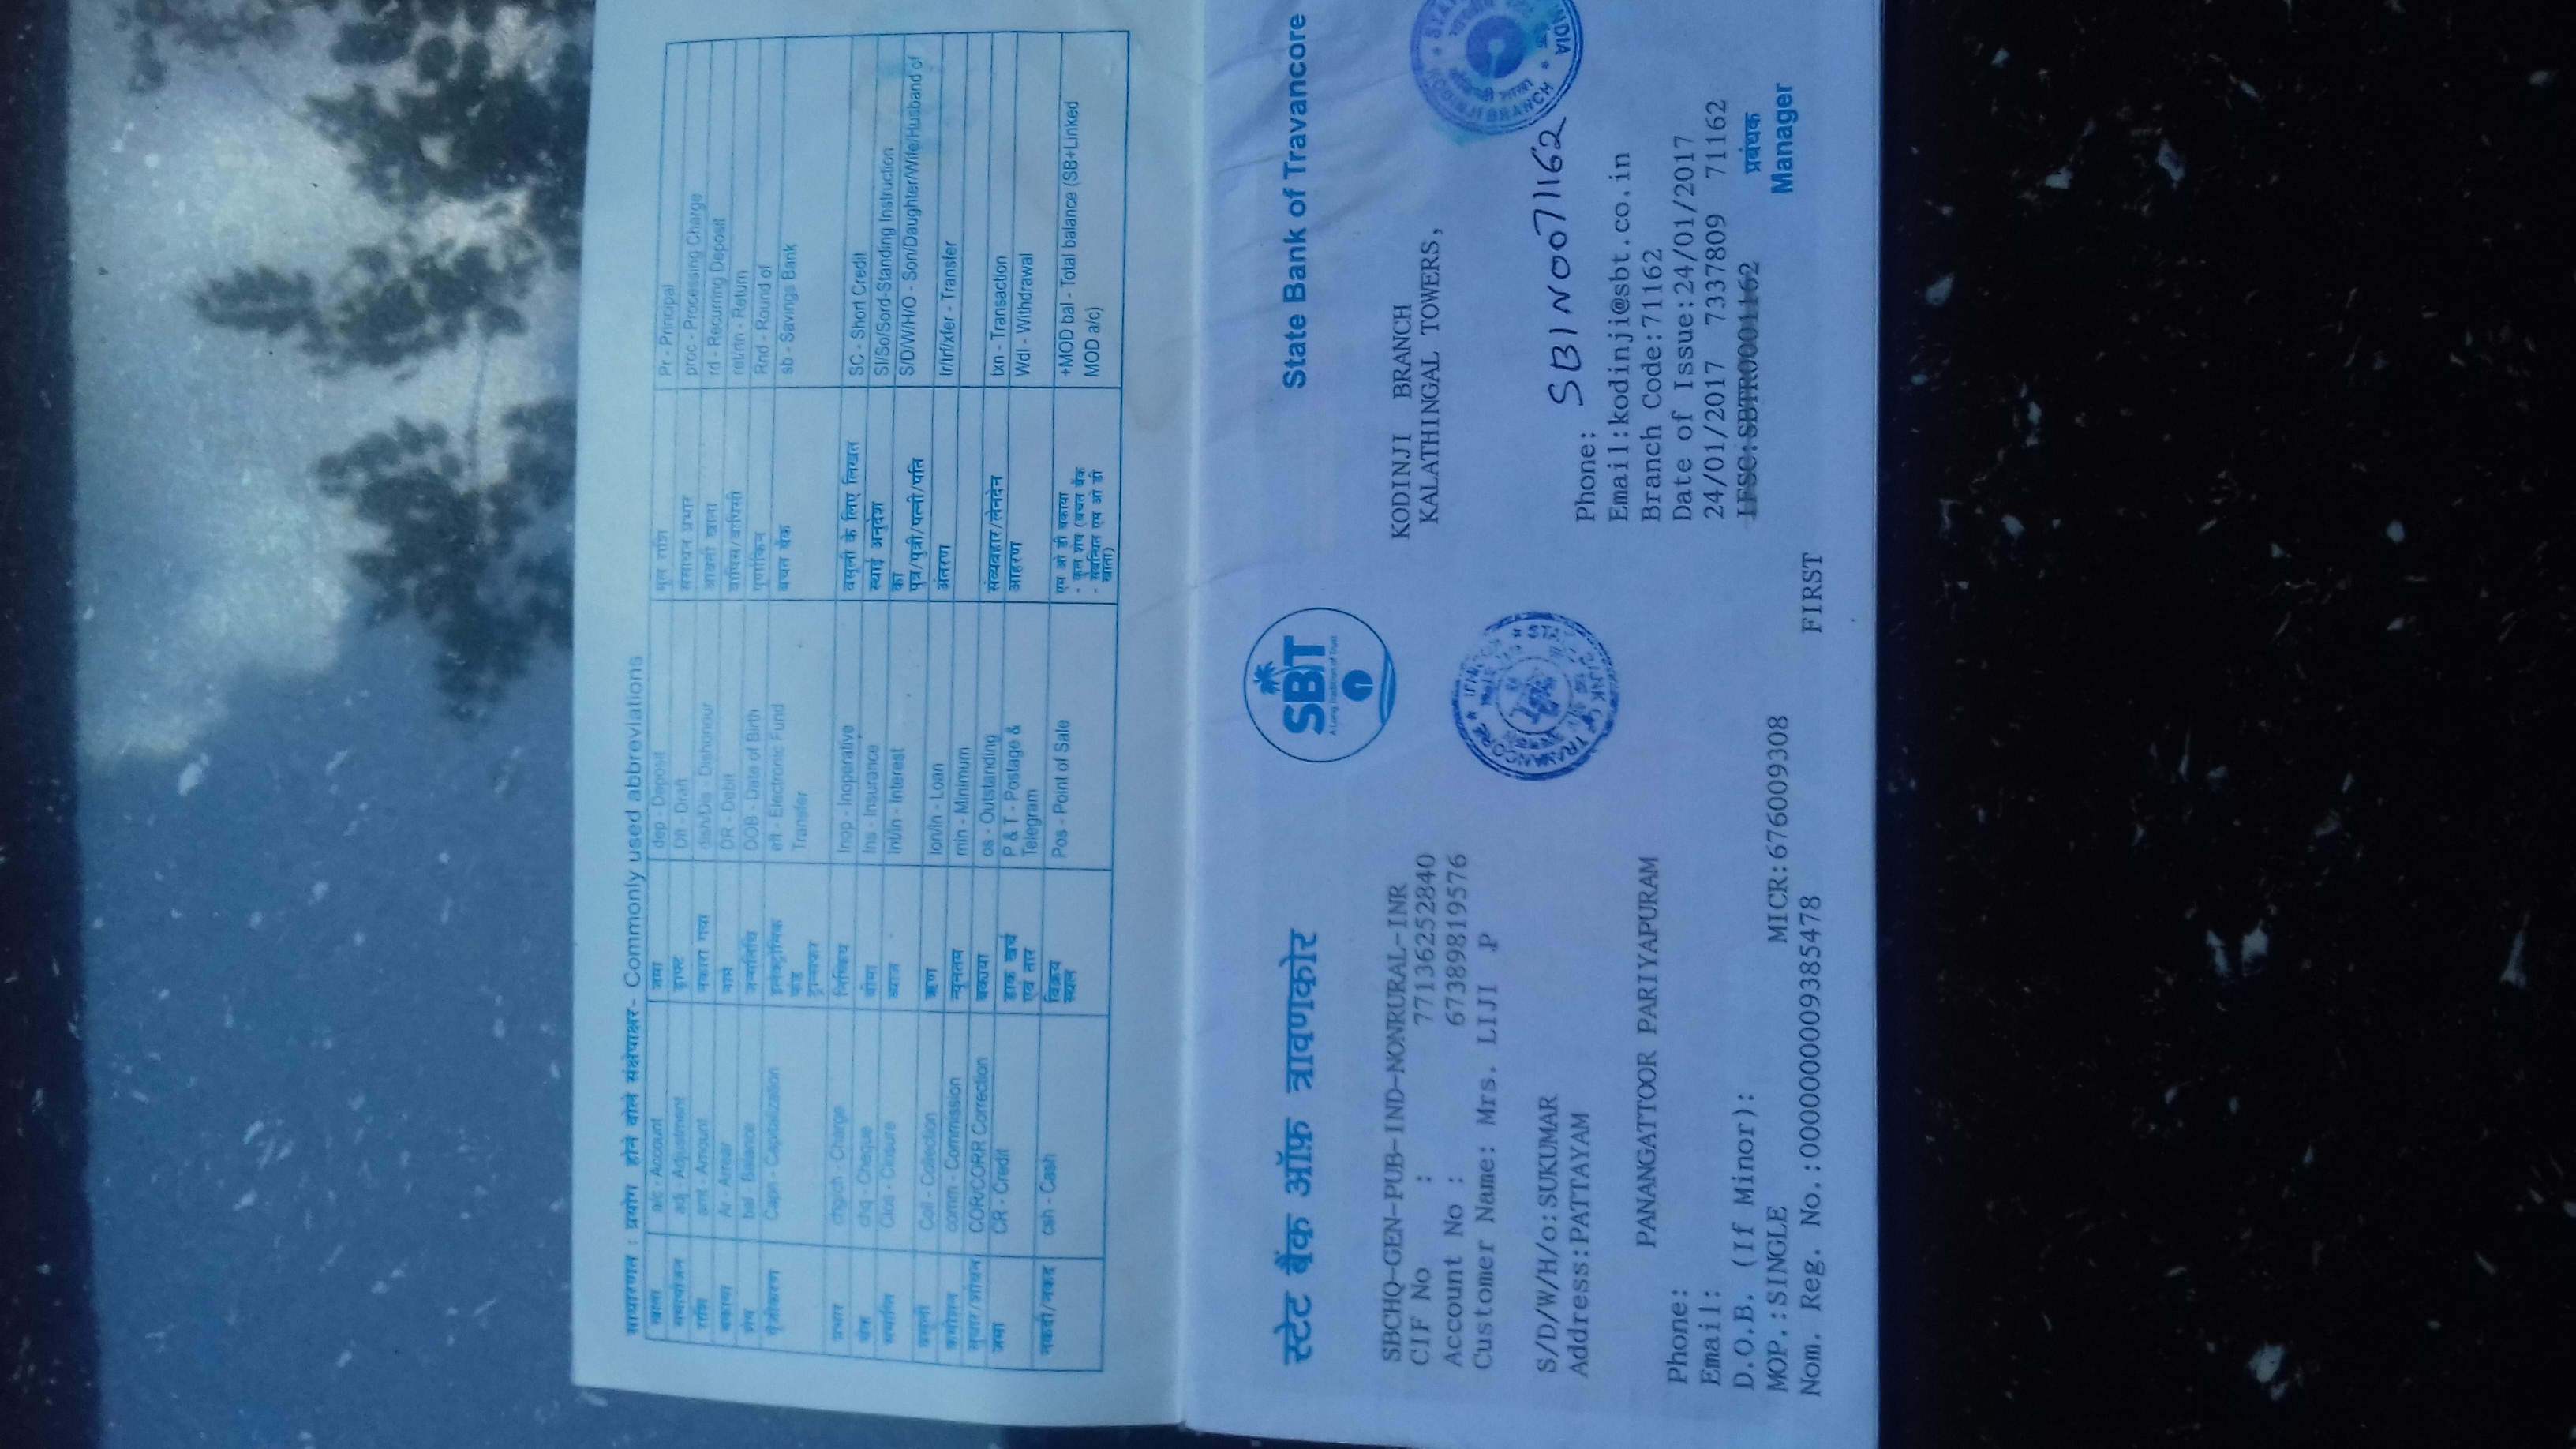 साधारणत : प्रयोग होने वोले संक्षेपाक्षर- Commonly used abbreviations
खाता a/c - Account जमा dep - Deposit मूल राशि Pr - Principal
समायोजन adj - Adjustment ड्राफ्ट Dft - Draft संसाधन प्रभार proc - Processing Charge
राशि amt - Amount नकारा गया dish/Dis - Dishonour आवर्ती खाता rd - Recurring Deposit
बकाया Ar - Arrear नामे DR - Debit वापिस/वापिसी ret/rtn - Return
शेष bal - Balance जन्मतिथि DOB - Date of Birth पूर्णांकित Rnd - Round of
पूंजीकरण Capn - Capitalization इलेक्ट्रोनिक फंड ट्रान्सफर eft - Electronic Fund Transfer बचत बैंक sb - Savings Bank
प्रभार chg/ch - Charge निष्क्रिय Inop - Inoperative वसूली के लिए लिखत SC - Short Credit
चेक chq - Cheque बीमा Ins - Insurance स्थाई अनुदेश SI/So/Sord-Standing Instruction
समाप्ति Clos - Closure ब्याज Int/in - Interest का पुत्र/पुत्री/पत्नी/पति S/D/W/H/O - Son/Daughter/Wife/Husband of
वसूली Coll - Collection ऋण lon/ln - Loan अंतरण tr/trf/xfer - Transfer
कमीशन comm - Commission न्यूनतम min - Minimum
सुधार/शोधन COR/CORR Correction बकाया os - Outstanding संव्यवहार/लेनदेन txn - Transaction
जमा CR - Credit डाक खर्च एवं तार P & T - Postage & Telegram आहरण Wdl - Withdrawal
नकदी/नकद csh - Cash विक्रय स्थल Pos - Point of Sale एम ओ डी बकाया - कुल शेष (बचत बैंक - संबन्धित एम ओ डी खाता) +MOD bal - Total balance (SB+Linked MOD a/c)
स्टेट बैंक ऑफ़ त्रावणकोर
SBT
A Long Tradition of Trust
State Bank of Travancore
SBCHQ-GEN-PUB-IND-NONRURAL-INR
CIF No : 77136252840
Account No : 67389819576
Customer Name: Mrs. LIJI P
S/D/W/H/o:SUKUMAR
Address:PATTAYAM
PANANGATTOOR PARIYAPURAM
Phone:
Email:
D.O.B. (If Minor):
MOP.:SINGLE MICR:676009308
Nom. Reg. No.:0000000009385478 FIRST
KODINJI BRANCH
KALATHINGAL TOWERS,
SBIN0071162
Phone:
Email:kodinji@sbt.co.in
Branch Code:71162
Date of Issue:24/01/2017
24/01/2017 7337809 71162
IFSC:SBTR0001162
प्रबंधक
Manager